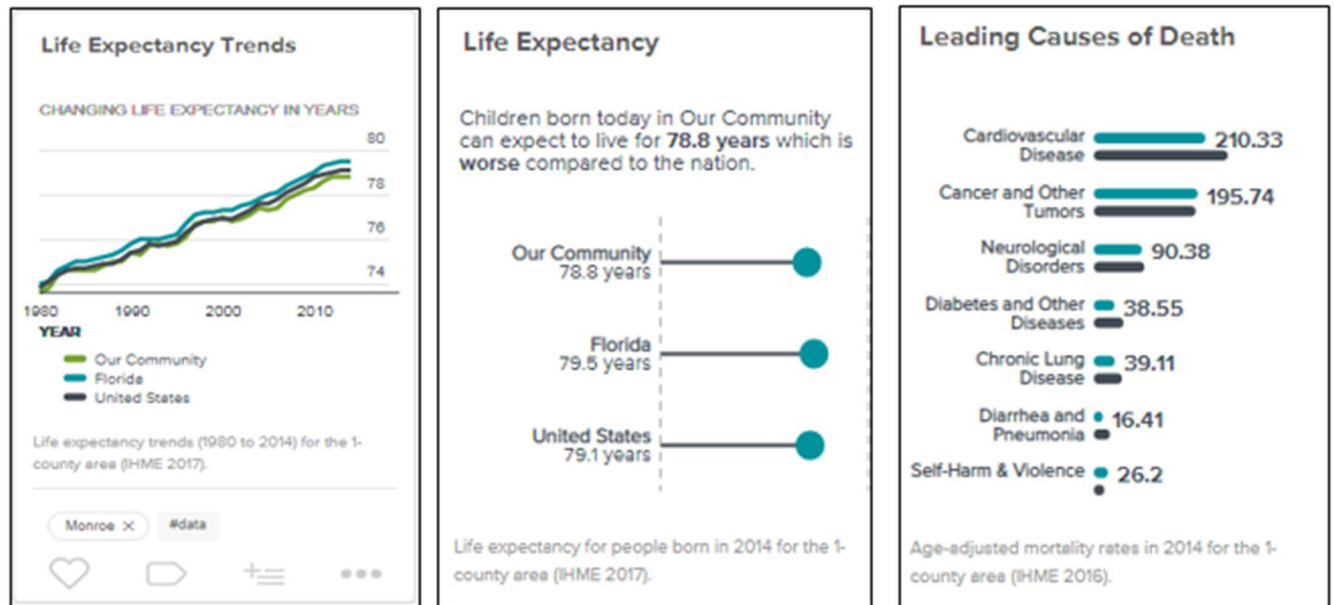 Life Expectancy Trends
CHANGING LIFE EXPECTANCY IN YEARS
80
78
76
74
1980 1990 2000 2010
YEAR
Our Community
Florida
United States
Life expectancy trends (1980 to 2014) for the 1-
county area (IHME 2017).
Monroe X #data
Life Expectancy
Children born today in Our Community
can expect to live for 78.8 years which is
worse compared to the nation.
Our Community
78.8 years
Florida
79.5 years
United States
79.1 years
Life expectancy for people born in 2014 for the 1-
county area (IHME 2017).
Leading Causes of Death
Cardiovascular
Disease
210.33
Cancer and Other
Tumors
195.74
Neurological
Disorders
90.38
Diabetes and Other
Diseases
38.55
Chronic Lung
Disease
39.11
Diarrhea and
Pneumonia
16.41
Self-Harm & Violence
26.2
Age-adjusted mortality rates in 2014 for the 1-
county area (IHME 2016).